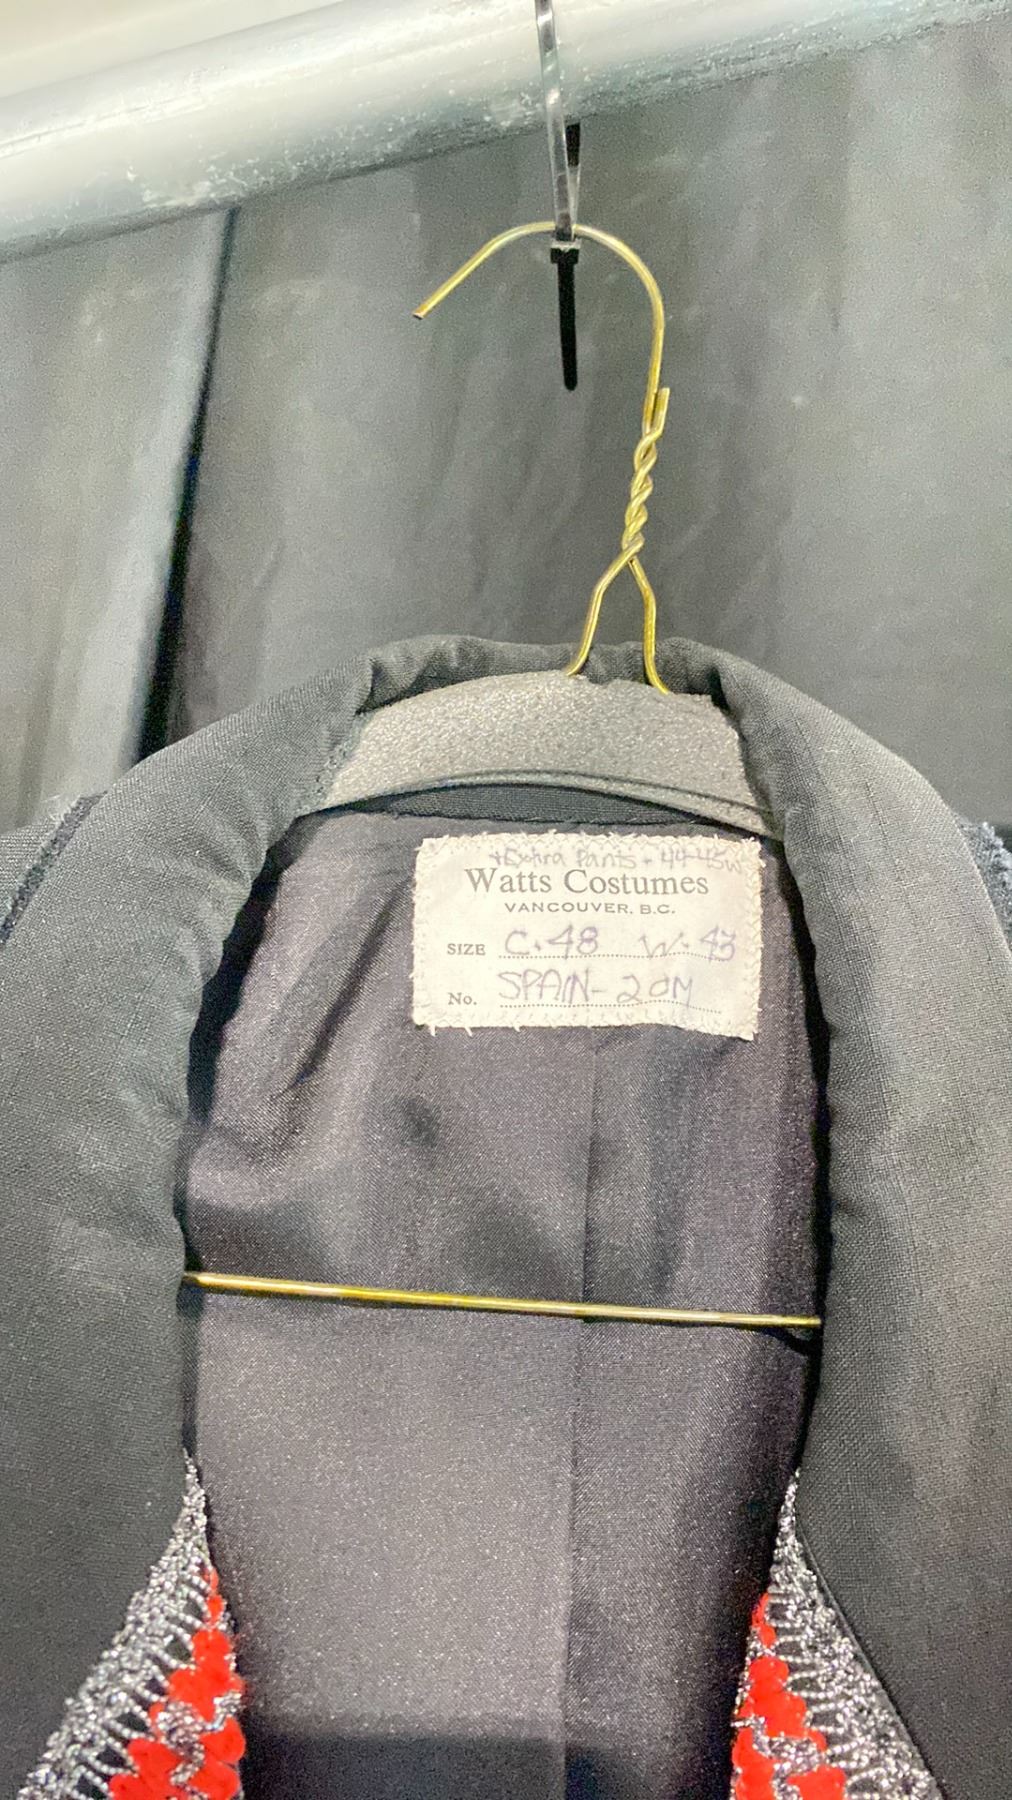 +Extra Pants - 44-45W
Watts Costumes
VANCOUVER, B.C.
SIZE C. 48 W. 43
No. SPAIN- 20M